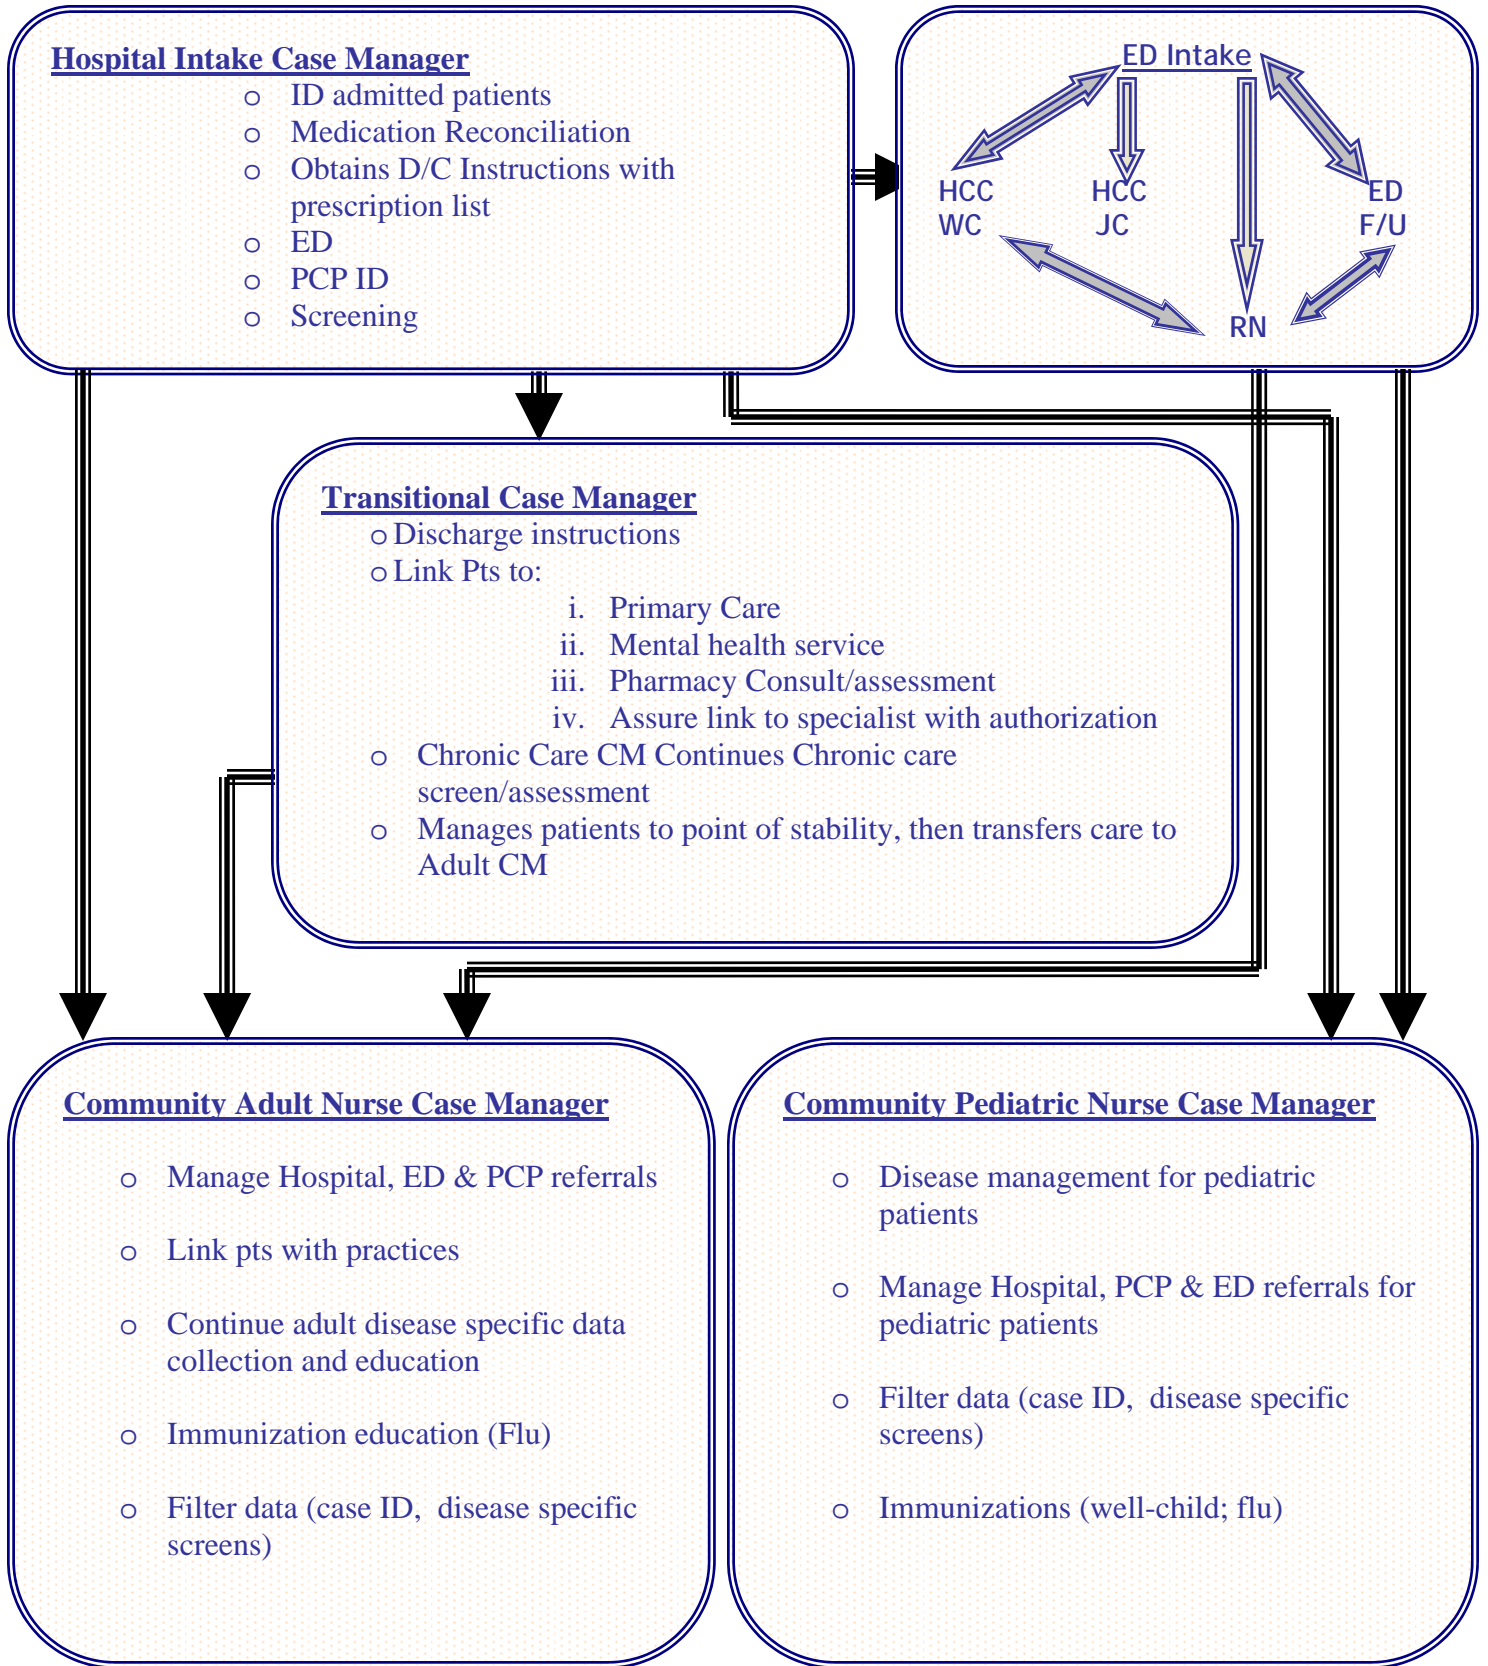 Hospital Intake Case Manager
o ID admitted patients
o Medication Reconciliation
o Obtains D/C Instructions with
prescription list
o ED
o PCP ID
o Screening
ED Intake
HCC
WC
HCC
JC
ED
F/U
RN
Transitional Case Manager
o Discharge instructions
o Link Pts to:
i. Primary Care
ii. Mental health service
iii. Pharmacy Consult/assessment
iv. Assure link to specialist with authorization
o Chronic Care CM Continues Chronic care
screen/assessment
o Manages patients to point of stability, then transfers care to
Adult CM
Community Adult Nurse Case Manager
o Manage Hospital, ED & PCP referrals
o Link pts with practices
o Continue adult disease specific data
collection and education
o Immunization education (Flu)
o Filter data (case ID, disease specific
screens)
Community Pediatric Nurse Case Manager
o Disease management for pediatric
patients
o Manage Hospital, PCP & ED referrals for
pediatric patients
o Filter data (case ID, disease specific
screens)
o Immunizations (well-child; flu)